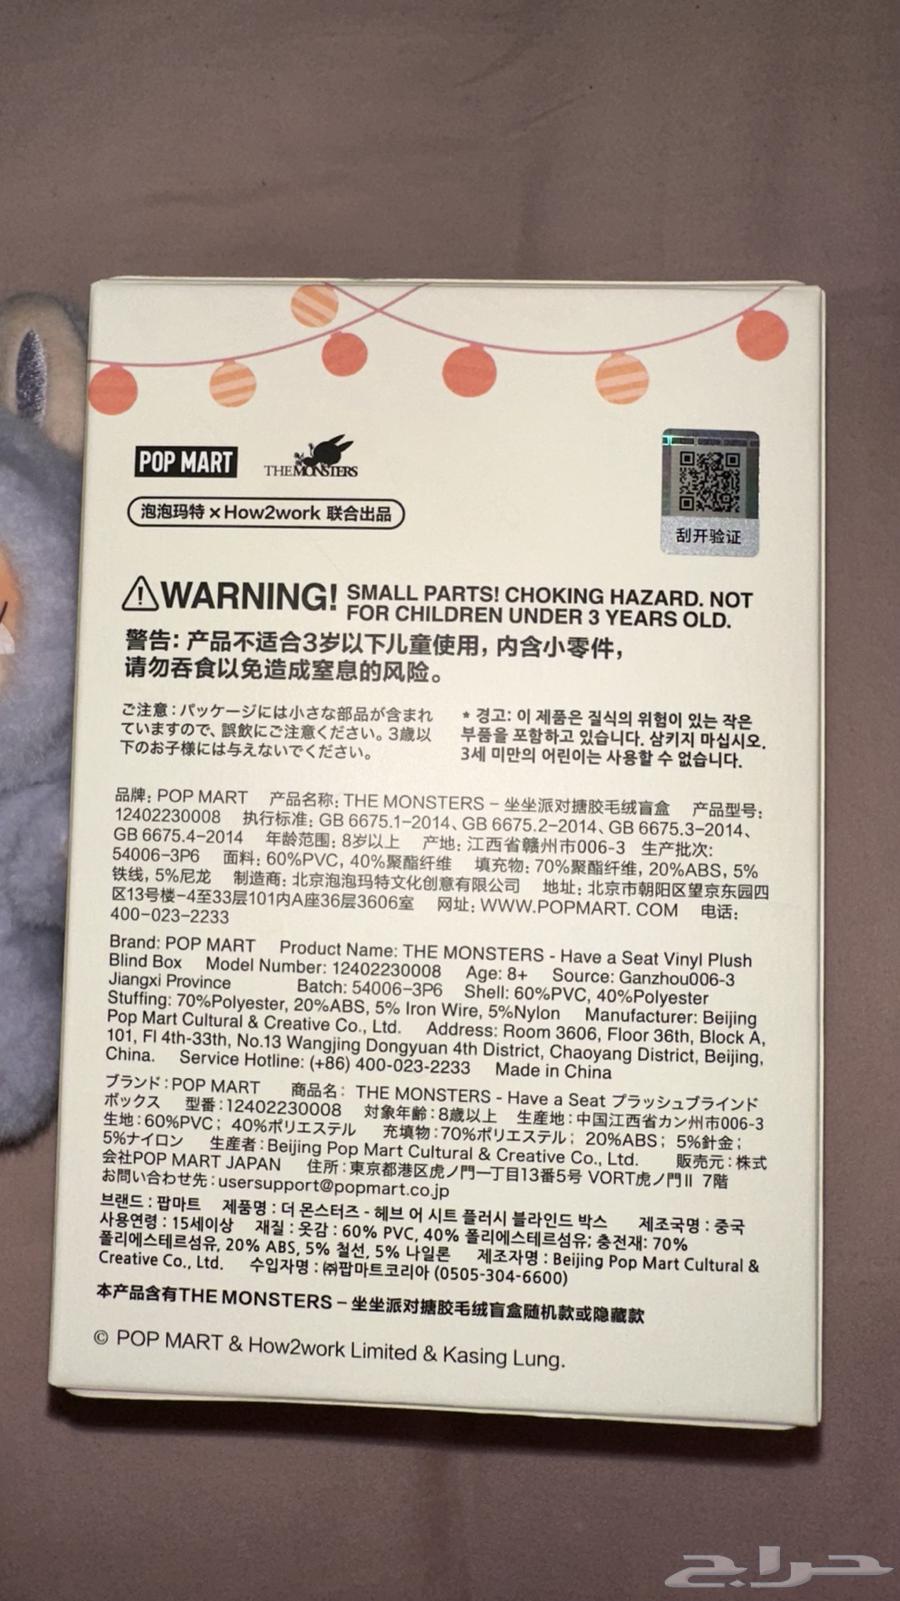 POP MART
THE MONSTERS
泡泡玛特×How2work 联合出品
刮开验证
WARNING! SMALL PARTS! CHOKING HAZARD. NOT
FOR CHILDREN UNDER 3 YEARS OLD.
警告: 产品不适合3岁以下儿童使用, 内含小零件,
请勿吞食以免造成窒息的风险。
ご注意：パッケージには小さな部品が含まれ
ていますので、誤飲にご注意ください。3歳以
下のお子様には与えないでください。
* 경고: 이 제품은 질식의 위험이 있는 작은
부품을 포함하고 있습니다. 삼키지 마십시오.
3세 미만의 어린이는 사용할 수 없습니다.
品牌: POP MART 产品名称: THE MONSTERS – 坐坐派对搪胶毛绒盲盒 产品型号:
12402230008 执行标准: GB 6675.1-2014、GB 6675.2-2014、GB 6675.3-2014、
GB 6675.4-2014 年龄范围: 8岁以上 产地: 江西省赣州市006-3 生产批次:
54006-3P6 面料: 60%PVC, 40%聚酯纤维 填充物: 70%聚酯纤维, 20%ABS, 5%
铁线, 5%尼龙 制造商: 北京泡泡玛特文化创意有限公司 地址: 北京市朝阳区望京东园四
区13号楼-4至33层101内A座36层3606室 网址: WWW.POPMART. COM 电话:
400-023-2233
Brand: POP MART Product Name: THE MONSTERS - Have a Seat Vinyl Plush
Blind Box Model Number: 12402230008 Age: 8+ Source: Ganzhou006-3
Jiangxi Province Batch: 54006-3P6 Shell: 60%PVC, 40%Polyester
Stuffing: 70%Polyester, 20%ABS, 5% Iron Wire, 5%Nylon Manufacturer: Beijing
Pop Mart Cultural & Creative Co., Ltd. Address: Room 3606, Floor 36th, Block A,
101, Fl 4th-33th, No.13 Wangjing Dongyuan 4th District, Chaoyang District, Beijing,
China. Service Hotline: (+86) 400-023-2233 Made in China
ブランド：POP MART 商品名： THE MONSTERS - Have a Seat プラッシュブラインド
ボックス 型番：12402230008 対象年齢：8歳以上 生産地：中国江西省カン州市006-3
生地：60%PVC；40%ポリエステル 充填物：70%ポリエステル；20%ABS；5%針金；
5%ナイロン 生産者：Beijing Pop Mart Cultural & Creative Co., Ltd. 販売元：株式
会社POP MART JAPAN 住所：東京都港区虎ノ門一丁目13番5号 VORT虎ノ門Ⅱ 7階
お問い合わせ先：usersupport@popmart.co.jp
브랜드 : 팝마트 제품명 : 더 몬스터즈 - 헤브 어 시트 플러시 블라인드 박스 제조국명 : 중국
사용연령 : 15세이상 재질 : 옷감 : 60% PVC, 40% 폴리에스테르섬유; 충전재: 70%
폴리에스테르섬유, 20% ABS, 5% 철선, 5% 나일론 제조자명 : Beijing Pop Mart Cultural &
Creative Co., Ltd. 수입자명 : ㈜팝마트코리아 (0505-304-6600)
本产品含有THE MONSTERS – 坐坐派对搪胶毛绒盲盒随机款或隐藏款
© POP MART & How2work Limited & Kasing Lung.
حراج